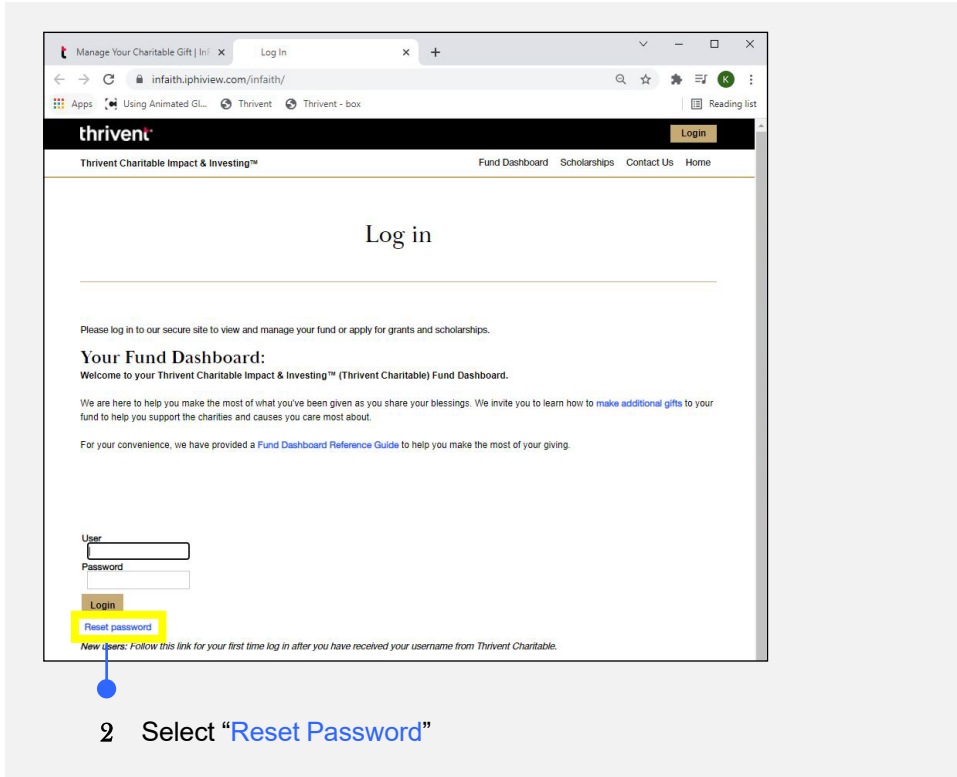 Manage Your Charitable Gift | InF
Log In
infaith.iphiview.com/infaith/
K
Apps
Using Animated Gl...
Thrivent
Thrivent - box
Reading list
thrivent
Login
Thrivent Charitable Impact & Investing™
Fund Dashboard
Scholarships
Contact Us
Home
Log in
Please log in to our secure site to view and manage your fund or apply for grants and scholarships.
Your Fund Dashboard:
Welcome to your Thrivent Charitable Impact & Investing™ (Thrivent Charitable) Fund Dashboard.
We are here to help you make the most of what you've been given as you share your blessings. We invite you to learn how to make additional gifts to your
fund to help you support the charities and causes you care most about.
For your convenience, we have provided a Fund Dashboard Reference Guide to help you make the most of your giving.
User
Password
Login
Reset password
New users: Follow this link for your first time log in after you have received your username from Thrivent Charitable.
2 Select “Reset Password”